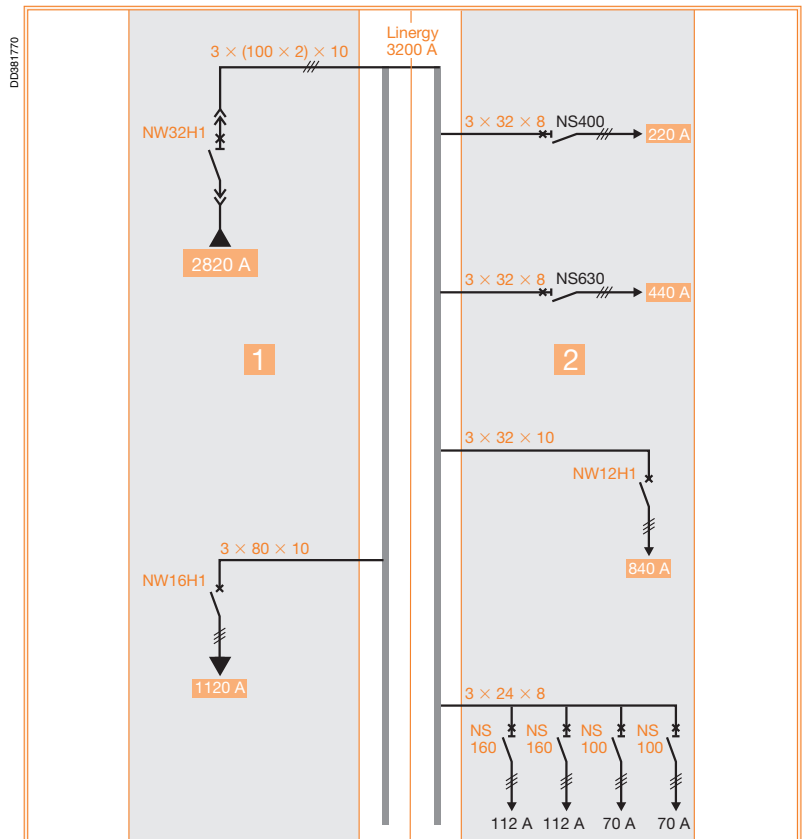 DD381770
Linergy
3200 A
3 × (100 × 2) × 10
NW32H1
2820 A
1
3 × 80 × 10
NW16H1
1120 A
3 × 32 × 8
NS400
220 A
3 × 32 × 8
NS630
440 A
2
3 × 32 × 10
NW12H1
840 A
3 × 24 × 8
NS
160
NS
160
NS
100
NS
100
112 A
112 A
70 A
70 A